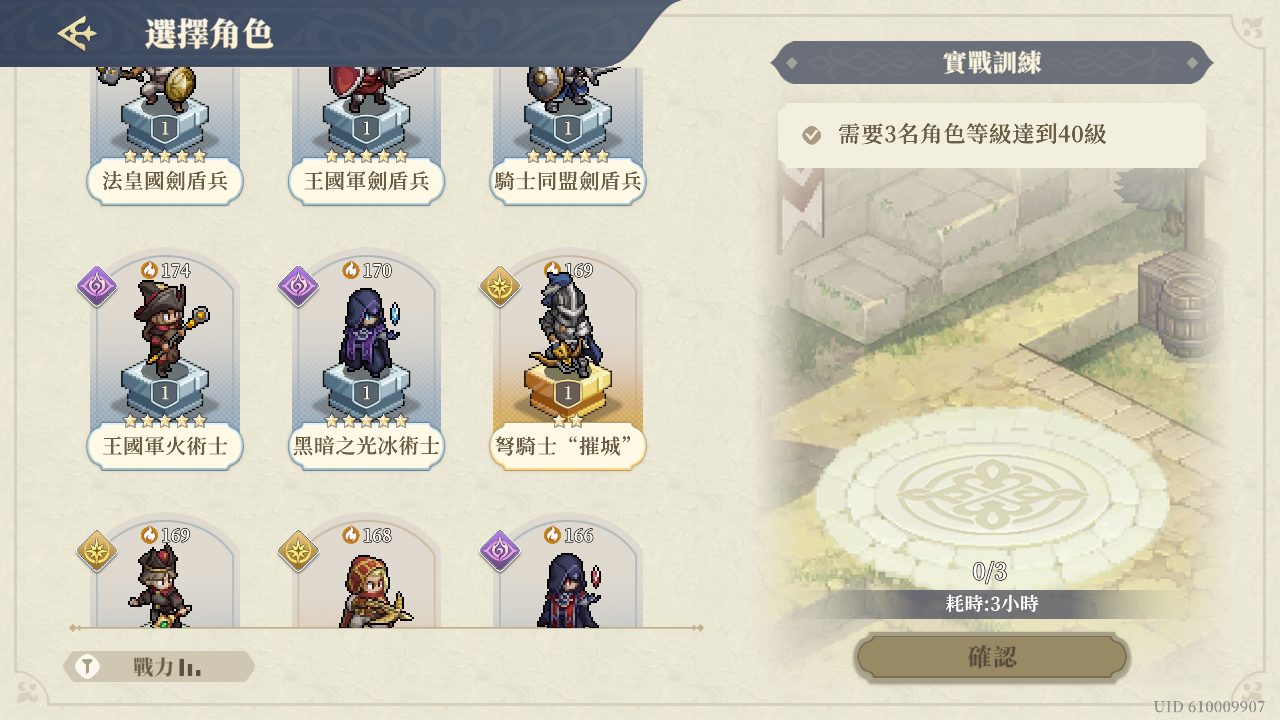 選擇角色
實戰訓練
1
1
1
需要3名角色等級達到40級
法皇國劍盾兵
王國軍劍盾兵
騎士同盟劍盾兵
174
170
169
1
1
1
王國軍火術士
黑暗之光冰術士
弩騎士“摧城”
169
168
166
0/3
耗時:3小時
戰力
確認
UID 610009907